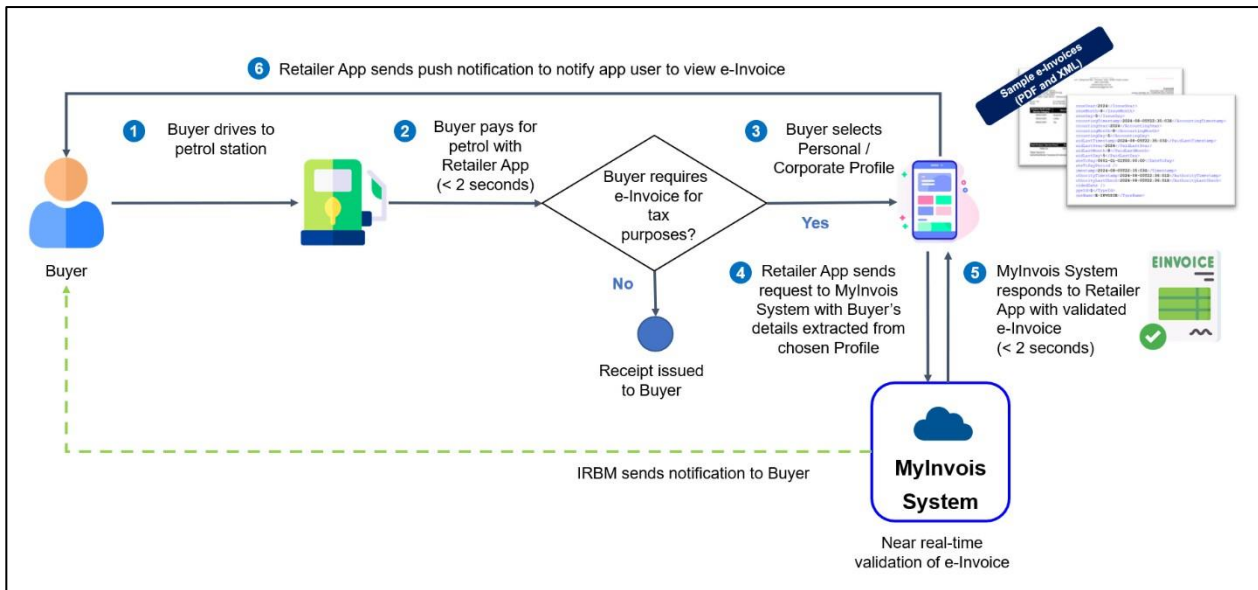 6 Retailer App sends push notification to notify app user to view e-Invoice
Sample e-Invoices
(PDF and XML)
1 Buyer drives to
petrol station
2 Buyer pays for
petrol with
Retailer App
(< 2 seconds)
Buyer requires
e-Invoice for
tax
purposes?
3 Buyer selects
Personal /
Corporate Profile
Yes
Buyer
No
Receipt issued
to Buyer
4 Retailer App sends
request to MyInvois
System with Buyer's
details extracted from
chosen Profile
5 MyInvois System
responds to Retailer
App with validated
e-Invoice
(< 2 seconds)
EINVOICE
IRBM sends notification to Buyer
MyInvois
System
Near real-time
validation of e-Invoice